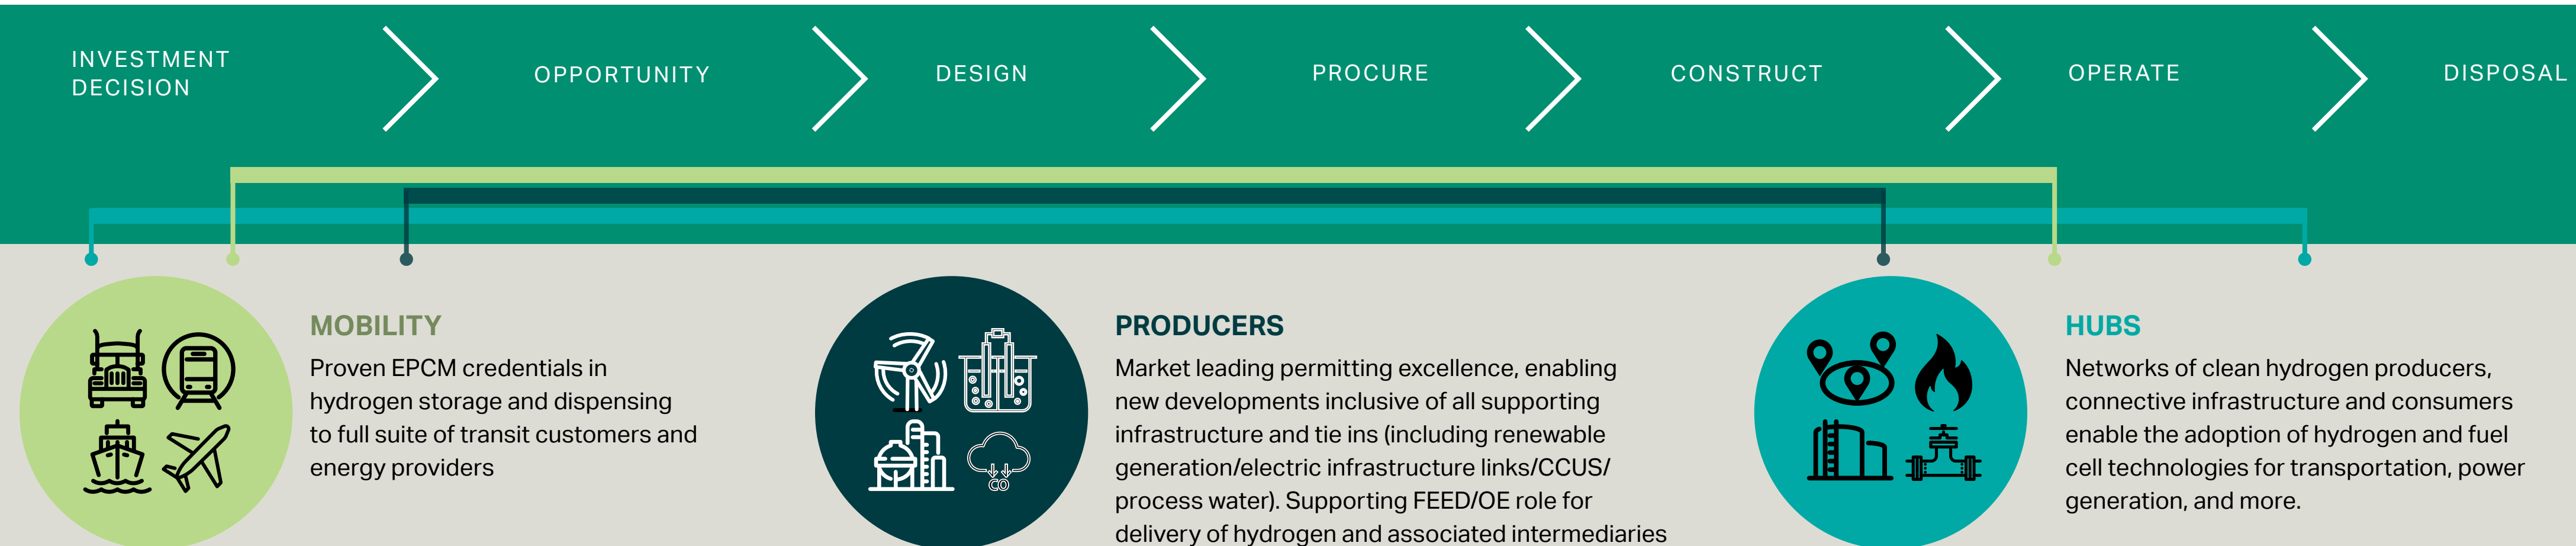 INVESTMENT
DECISION
OPPORTUNITY
DESIGN
PROCURE
CONSTRUCT
OPERATE
DISPOSAL
MOBILITY
Proven EPCM credentials in
hydrogen storage and dispensing
to full suite of transit customers and
energy providers
PRODUCERS
Market leading permitting excellence, enabling
new developments inclusive of all supporting
infrastructure and tie ins (including renewable
generation/electric infrastructure links/CCUS/
process water). Supporting FEED/OE role for
delivery of hydrogen and associated intermediaries
CO
HUBS
Networks of clean hydrogen producers,
connective infrastructure and consumers
enable the adoption of hydrogen and fuel
cell technologies for transportation, power
generation, and more.